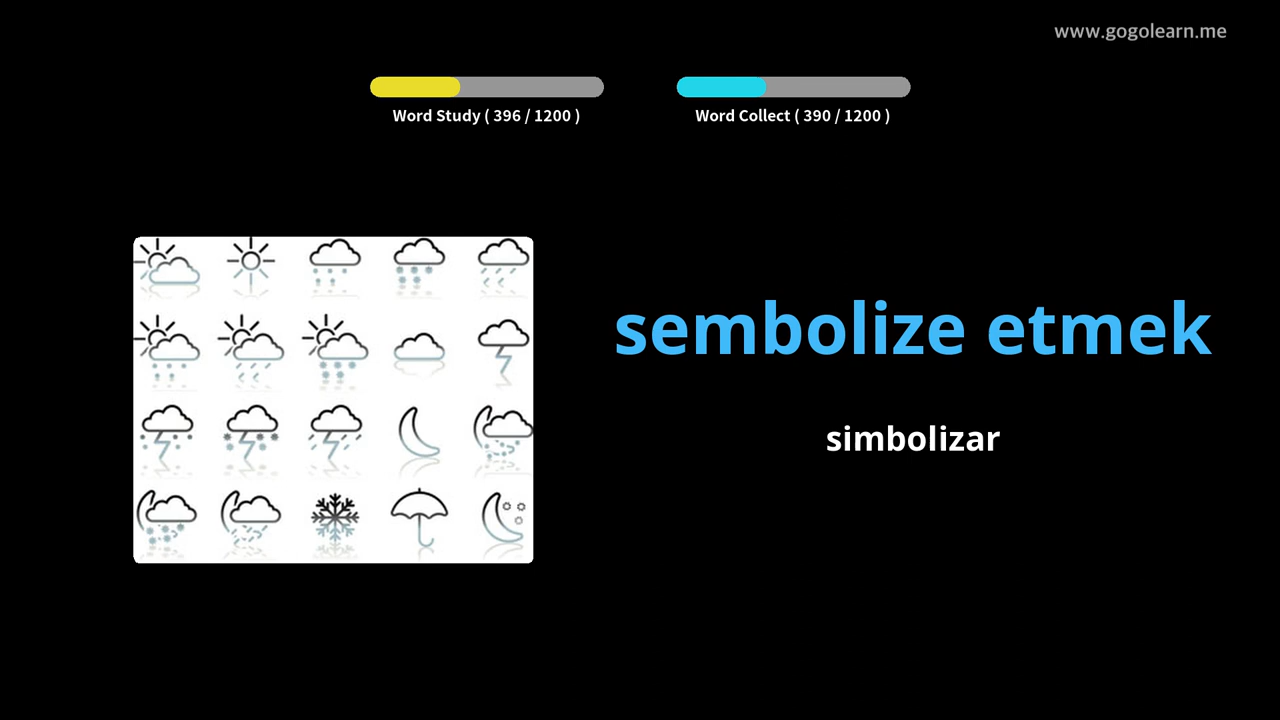 www.gogolearn.me
Word Study ( 396 / 1200 )
Word Collect ( 390 / 1200 )
sembolize etmek
simbolizar